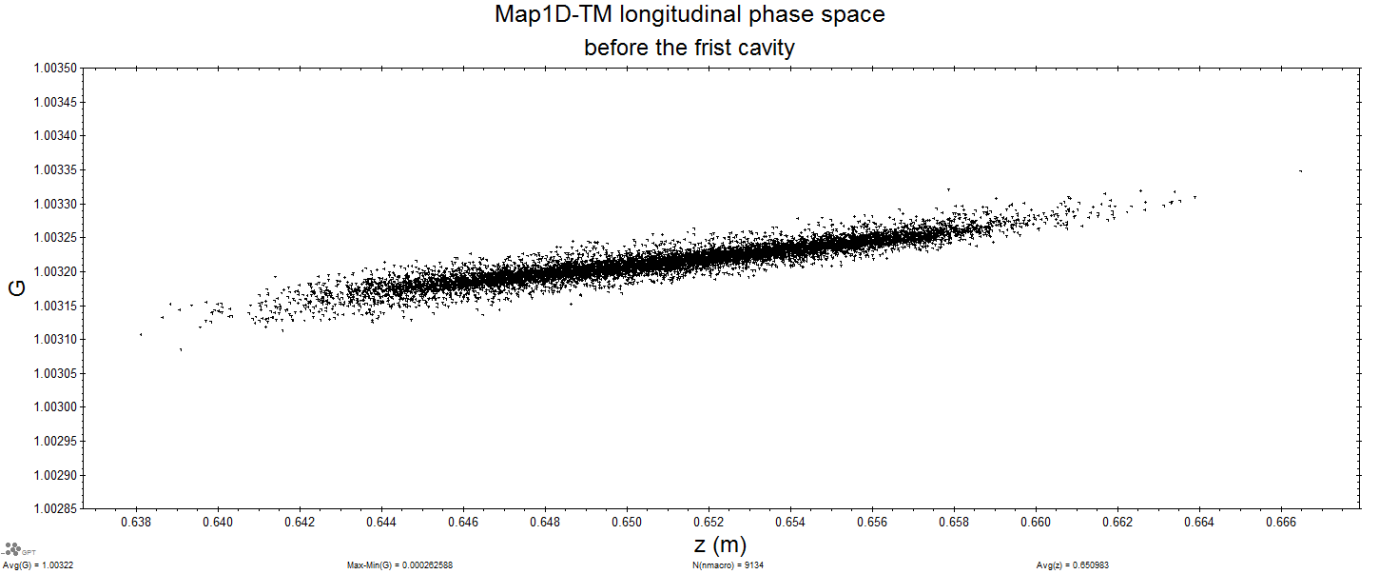 Map1D-TM longitudinal phase space
before the frist cavity
1.00350
1.00345
1.00340
1.00335
1.00330
1.00325
1.00320
1.00315
1.00310
1.00305
1.00300
1.00295
1.00290
1.00285
G
0.638 0.640 0.642 0.644 0.646 0.648 0.650 0.652 0.654 0.656 0.658 0.660 0.662 0.664 0.666
z (m)
GPT
Avg(G) = 1.00322 Max-Min(G) = 0.000262588 N(nmacro) = 9134 Avg(z) = 0.650983